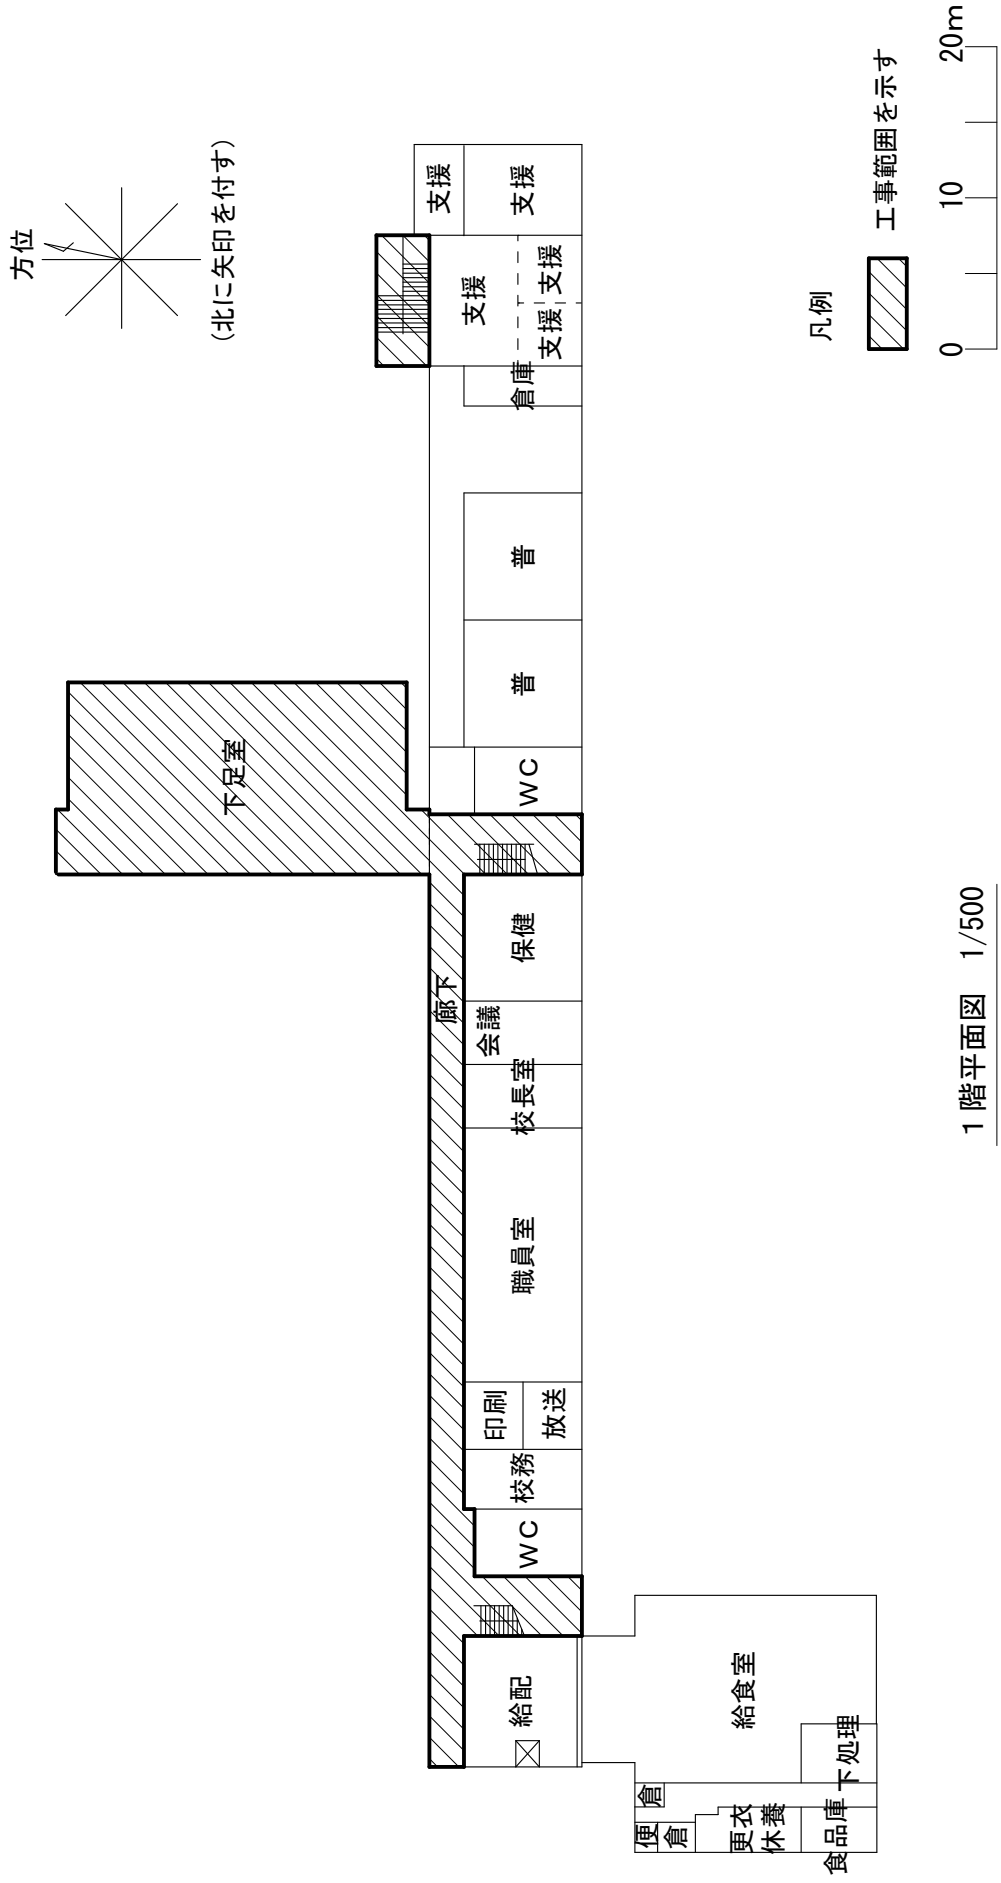 方位
(北に矢印を付す)
下足室
支援
支援
支援
支援
支援
倉庫
普
普
WC
廊下
保健
会議
校長室
職員室
印刷
放送
校務
WC
給配
給食室
下処理
倉
便
倉
更衣
休養
食品庫
凡例
工事範囲を示す
0
10
20m
1階平面図 1/500